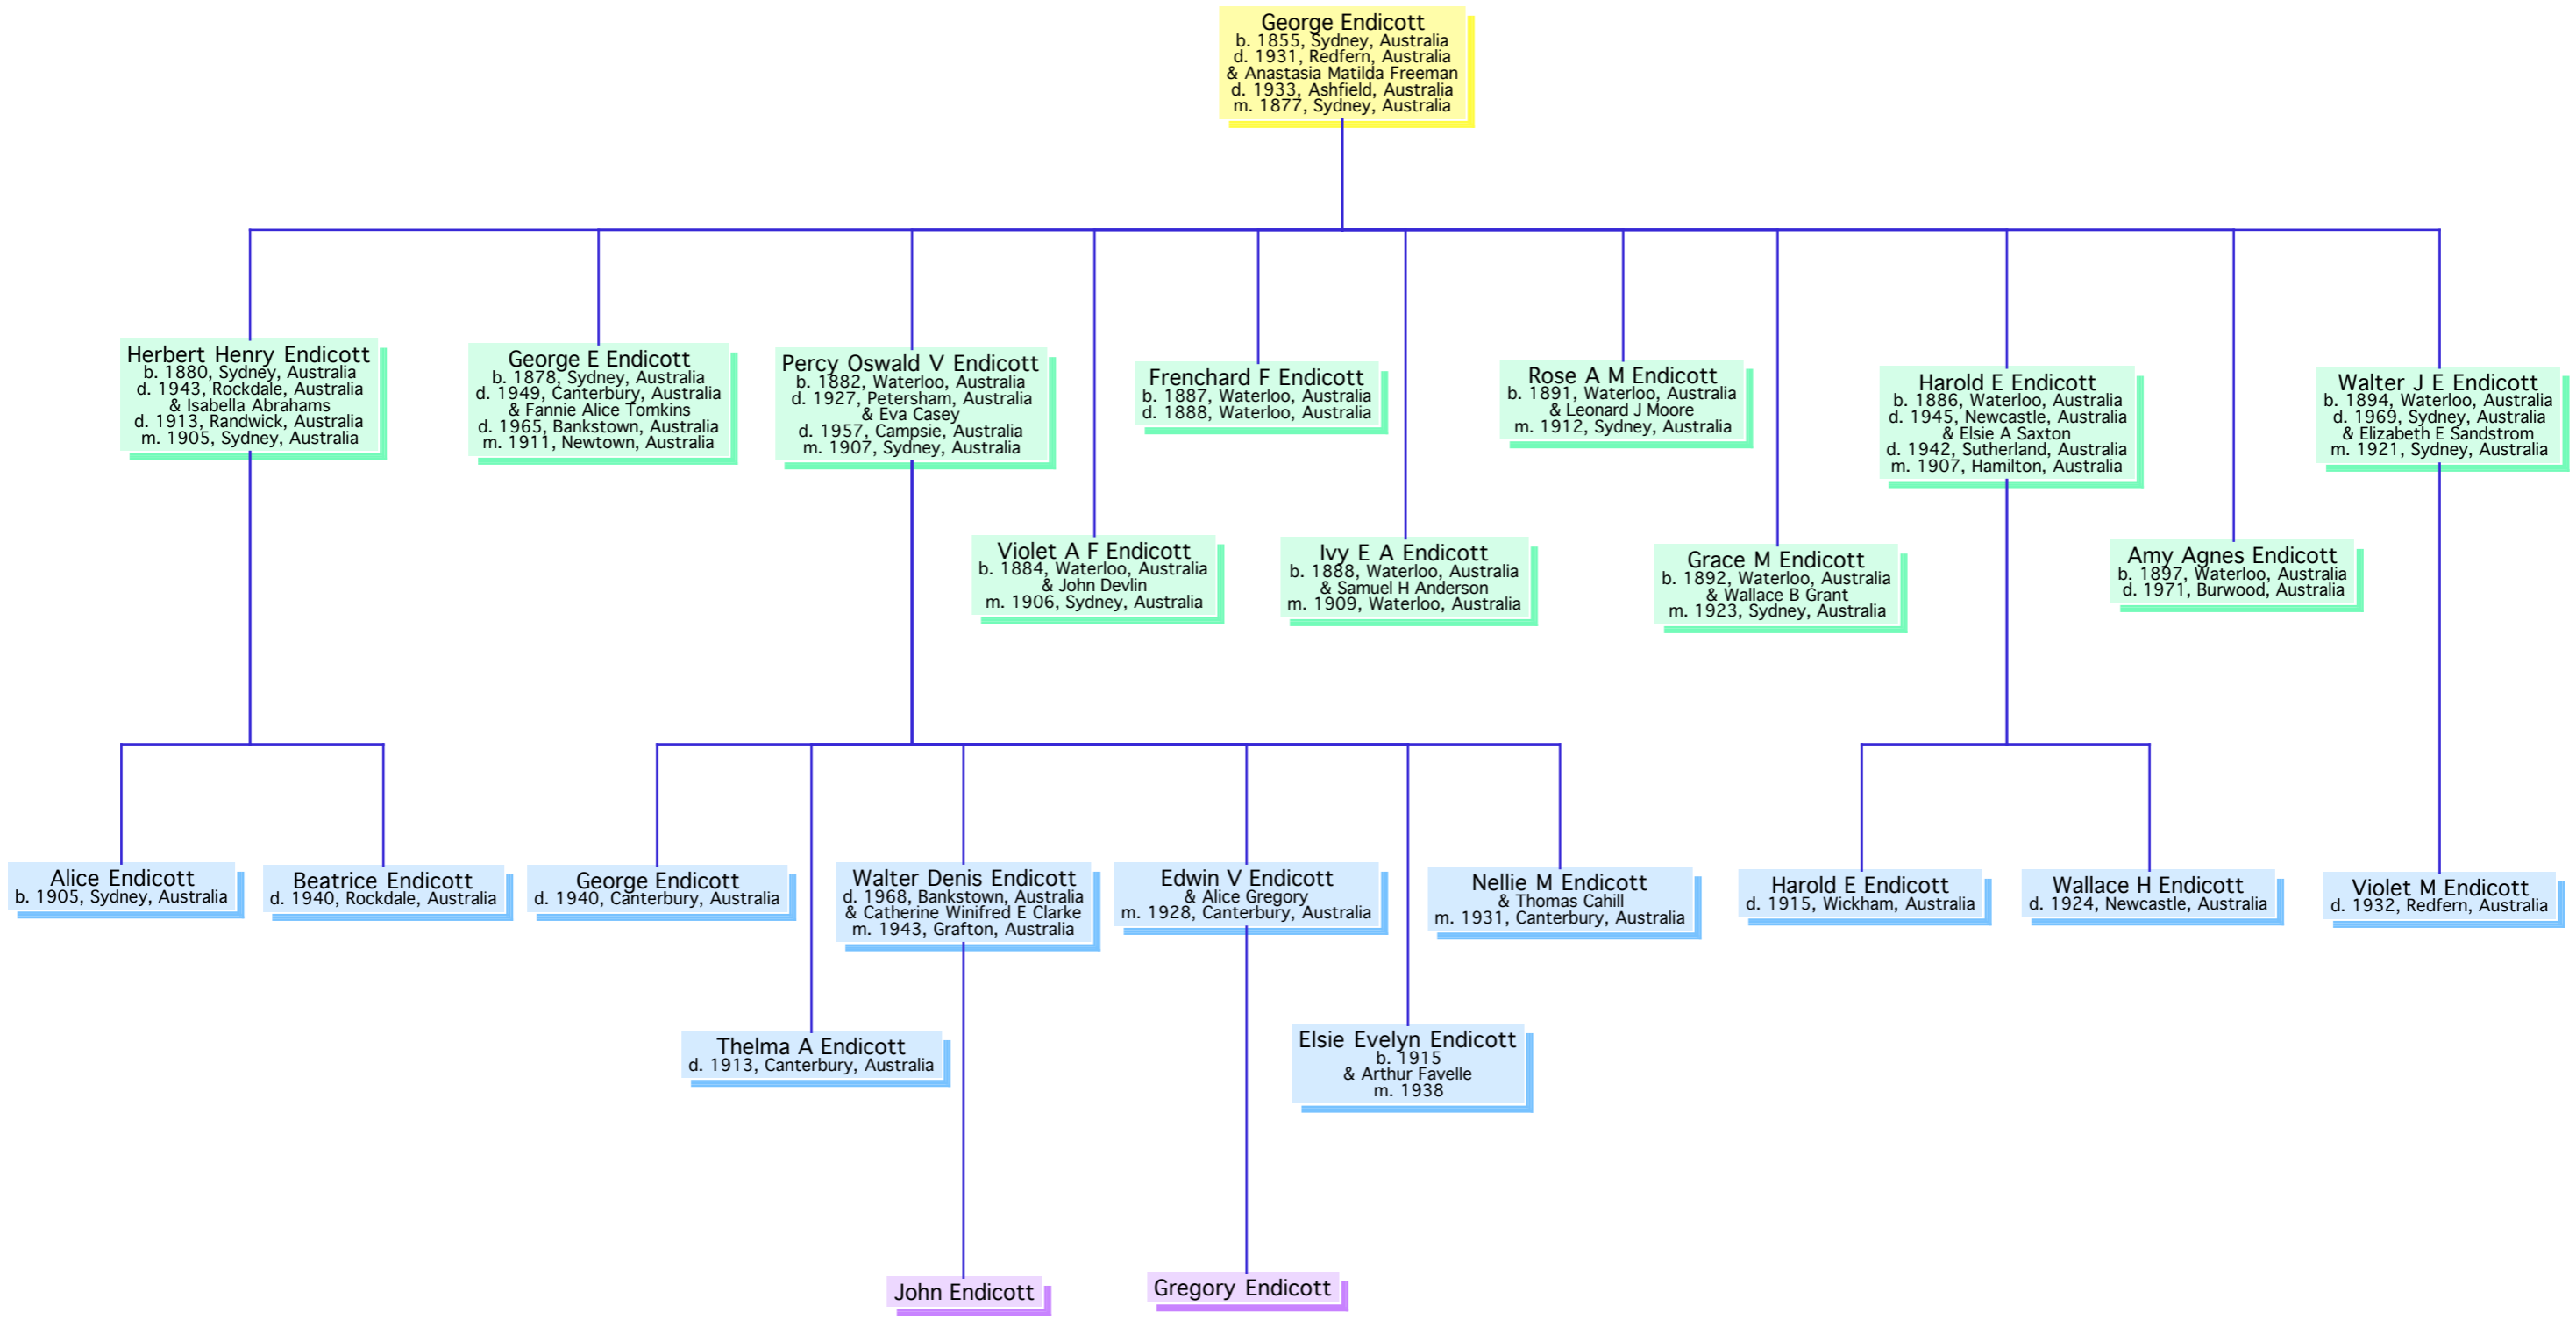 George Endicott
b. 1855, Sydney, Australia
d. 1931, Redfern, Australia
& Anastasia Matilda Freeman
d. 1933, Ashfield, Australia
m. 1877, Sydney, Australia
Herbert Henry Endicott
b. 1880, Sydney, Australia
d. 1943, Rockdale, Australia
& Isabella Abrahams
d. 1913, Randwick, Australia
m. 1905, Sydney, Australia
George E Endicott
b. 1878, Sydney, Australia
d. 1949, Canterbury, Australia
& Fannie Alice Tomkins
d. 1965, Bankstown, Australia
m. 1911, Newtown, Australia
Percy Oswald V Endicott
b. 1882, Waterloo, Australia
d. 1927, Petersham, Australia
& Eva Casey
d. 1957, Campsie, Australia
m. 1907, Sydney, Australia
Frenchard F Endicott
b. 1887, Waterloo, Australia
d. 1888, Waterloo, Australia
Rose A M Endicott
b. 1891, Waterloo, Australia
& Leonard J Moore
m. 1912, Sydney, Australia
Harold E Endicott
b. 1886, Waterloo, Australia
d. 1945, Newcastle, Australia
& Elsie A Saxton
d. 1942, Sutherland, Australia
m. 1907, Hamilton, Australia
Walter J E Endicott
b. 1894, Waterloo, Australia
d. 1969, Sydney, Australia
& Elizabeth E Sandstrom
m. 1921, Sydney, Australia
Violet A F Endicott
b. 1884, Waterloo, Australia
& John Devlin
m. 1906, Sydney, Australia
Ivy E A Endicott
b. 1888, Waterloo, Australia
& Samuel H Anderson
m. 1909, Waterloo, Australia
Grace M Endicott
b. 1892, Waterloo, Australia
& Wallace B Grant
m. 1923, Sydney, Australia
Amy Agnes Endicott
b. 1897, Waterloo, Australia
d. 1971, Burwood, Australia
Alice Endicott
b. 1905, Sydney, Australia
Beatrice Endicott
d. 1940, Rockdale, Australia
George Endicott
d. 1940, Canterbury, Australia
Walter Denis Endicott
d. 1968, Bankstown, Australia
& Catherine Winifred E Clarke
m. 1943, Grafton, Australia
Edwin V Endicott
& Alice Gregory
m. 1928, Canterbury, Australia
Nellie M Endicott
& Thomas Cahill
m. 1931, Canterbury, Australia
Harold E Endicott
d. 1915, Wickham, Australia
Wallace H Endicott
d. 1924, Newcastle, Australia
Violet M Endicott
d. 1932, Redfern, Australia
Thelma A Endicott
d. 1913, Canterbury, Australia
Elsie Evelyn Endicott
b. 1915
& Arthur Favelle
m. 1938
John Endicott
Gregory Endicott